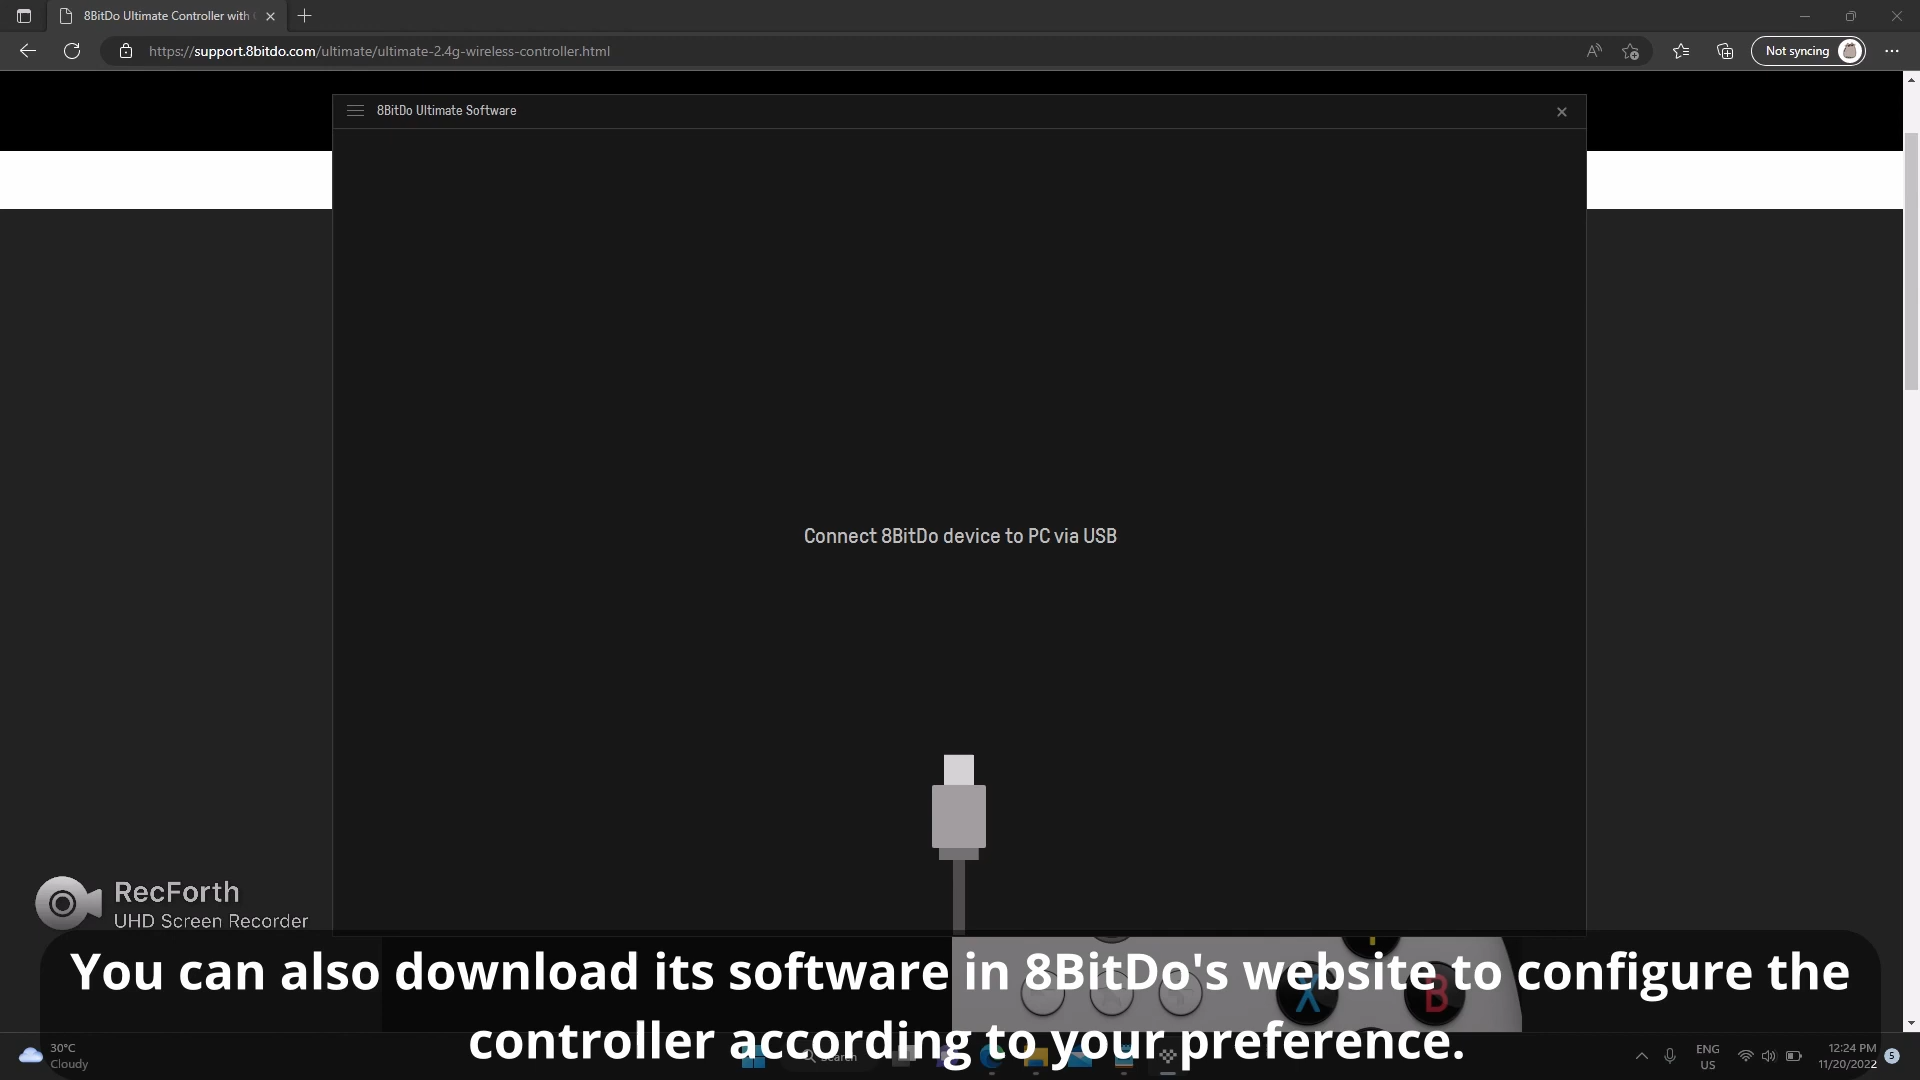 8BitDo Ultimate Controller with
https://support.8bitdo.com/ultimate/ultimate-2.4g-wireless-controller.html
Not syncing
8BitDo Ultimate Software
Connect 8BitDo device to PC via USB
RecForth
UHD Screen Recorder
X
B
You can also download its software in 8BitDo's website to configure the
controller according to your preference.
30°C
Cloudy
Search
ENG
US
12:24 PM
11/20/2022
5